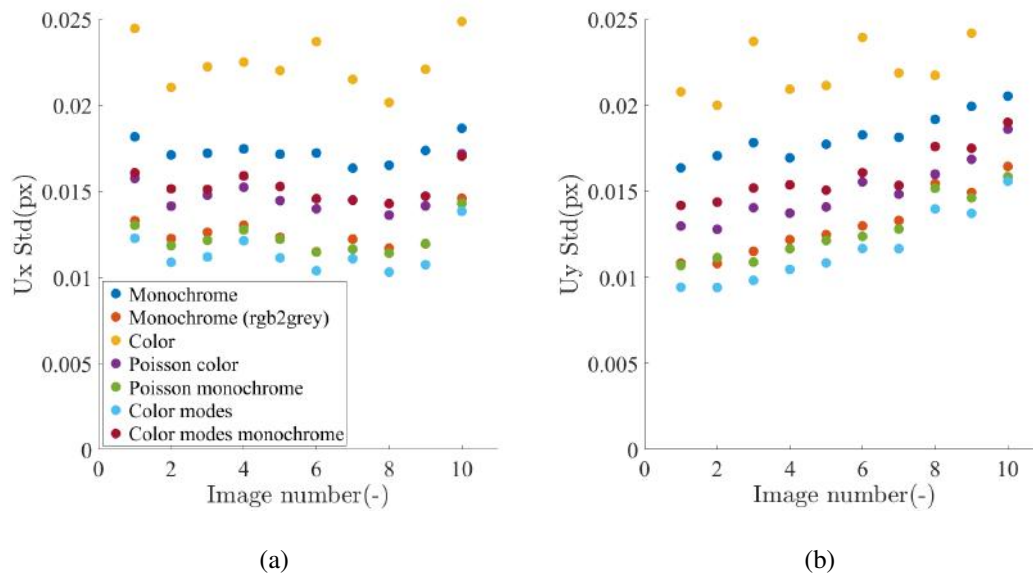 0.025
0.02
0.015
0.01
0.005
0
Ux Std(px)
Monochrome
Monochrome (rgb2grey)
Color
Poisson color
Poisson monochrome
Color modes
Color modes monochrome
0 2 4 6 8 10
Image number(-)
(a)
0.025
0.02
0.015
0.01
0.005
0
Uy Std(px)
0 2 4 6 8 10
Image number(-)
(b)